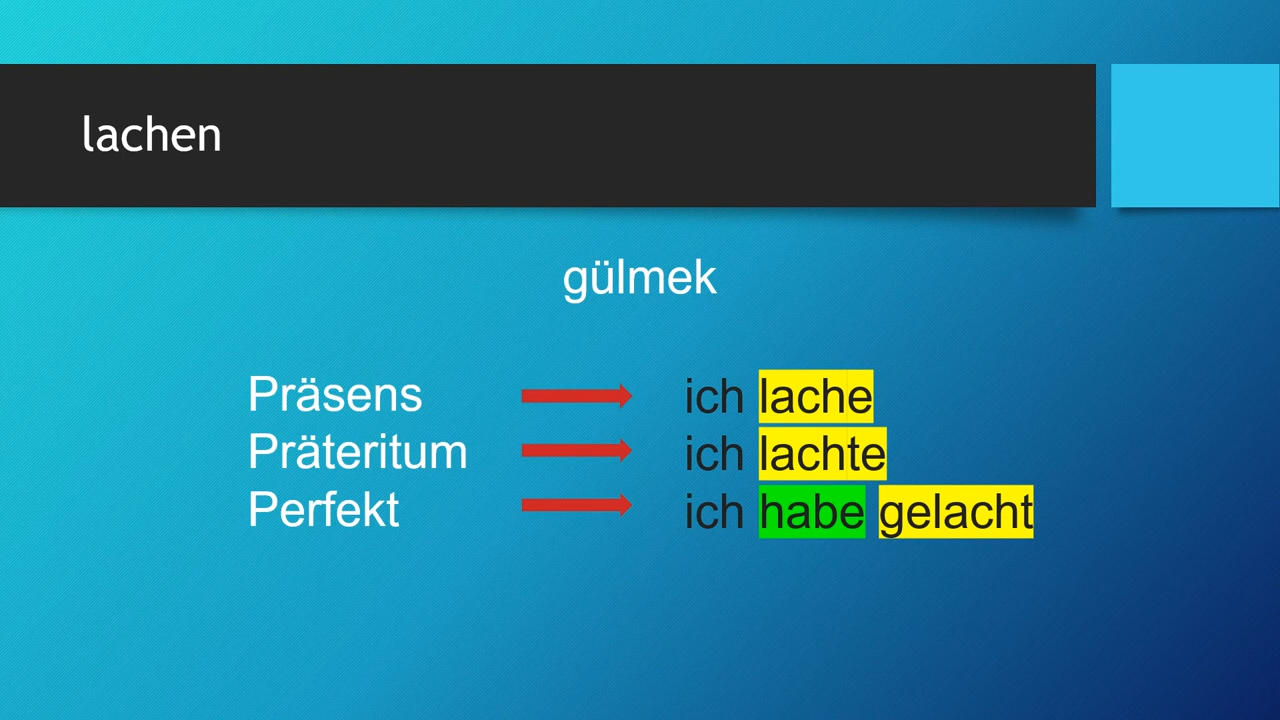 lachen
gülmek
Präsens ich lache
Präteritum ich lachte
Perfekt ich habe gelacht